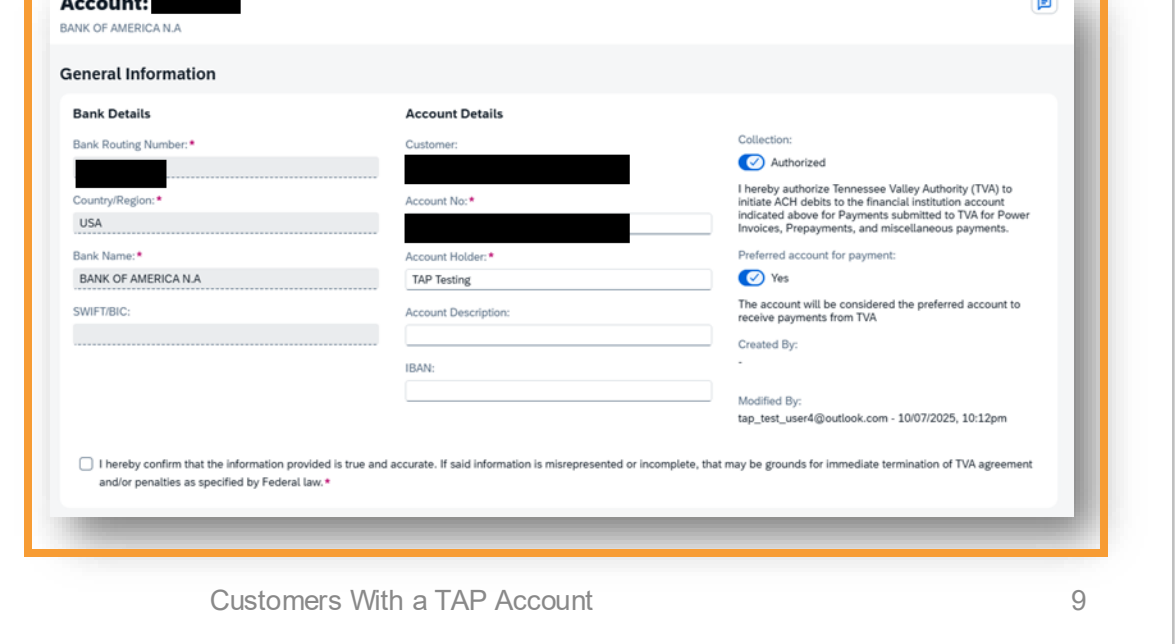 Account:
BANK OF AMERICA N.A
General Information
Bank Details
Bank Routing Number:*
Country/Region:*
USA
Bank Name:*
BANK OF AMERICA N.A
SWIFT/BIC:
Account Details
Customer:
Account No:*
Account Holder:*
TAP Testing
Account Description:
IBAN:
Collection:
Authorized
I hereby authorize Tennessee Valley Authority (TVA) to
initiate ACH debits to the financial institution account
indicated above for Payments submitted to TVA for Power
Invoices, Prepayments, and miscellaneous payments.
Preferred account for payment:
Yes
The account will be considered the preferred account to
receive payments from TVA
Created By:
-
Modified By:
tap_test_user4@outlook.com - 10/07/2025, 10:12pm
I hereby confirm that the information provided is true and accurate. If said information is misrepresented or incomplete, that may be grounds for immediate termination of TVA agreement
and/or penalties as specified by Federal law.*
Customers With a TAP Account
9